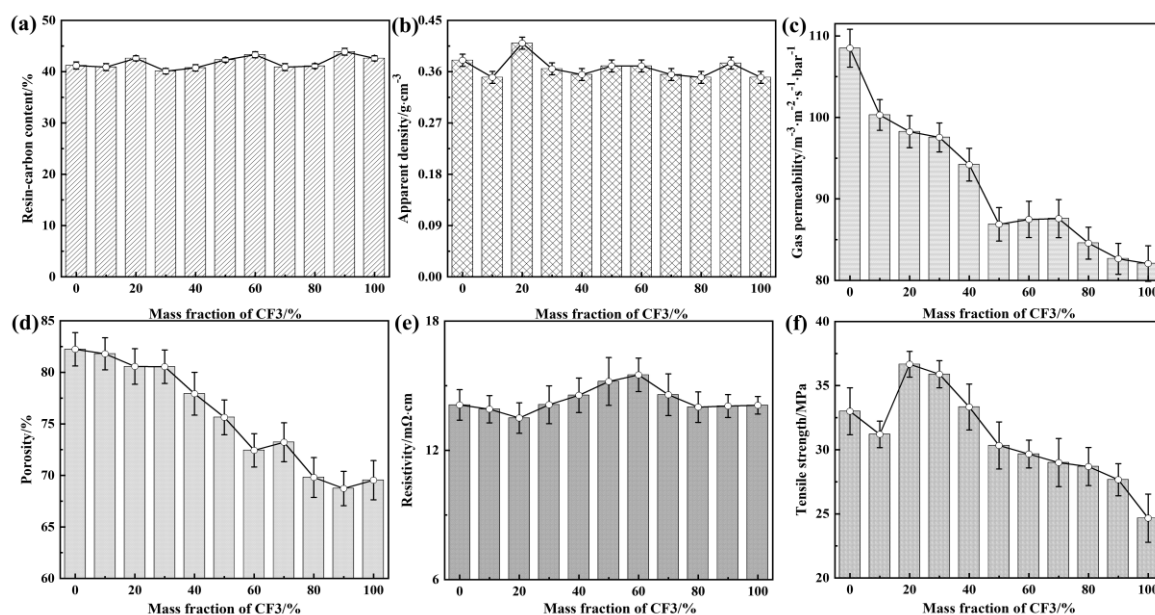 (a)
50
40
30
20
10
0
Resin-carbon content/%
0 20 40 60 80 100
Mass fraction of CF3/%
(b)
0.45
0.36
0.27
0.18
0.09
0.00
Apparent density/g·cm-3
0 20 40 60 80 100
Mass fraction of CF3/%
(c)
110
100
90
80
Gas permeability/m-3·m-2·s-1·bar-1
0 20 40 60 80 100
Mass fraction of CF3/%
(d)
85
80
75
70
65
60
Porosity/%
0 20 40 60 80 100
Mass fraction of CF3/%
(e)
18
12
6
Resistivity/mΩ·cm
0 20 40 60 80 100
Mass fraction of CF3/%
(f)
40
35
30
25
20
Tensile strength/MPa
0 20 40 60 80 100
Mass fraction of CF3/%